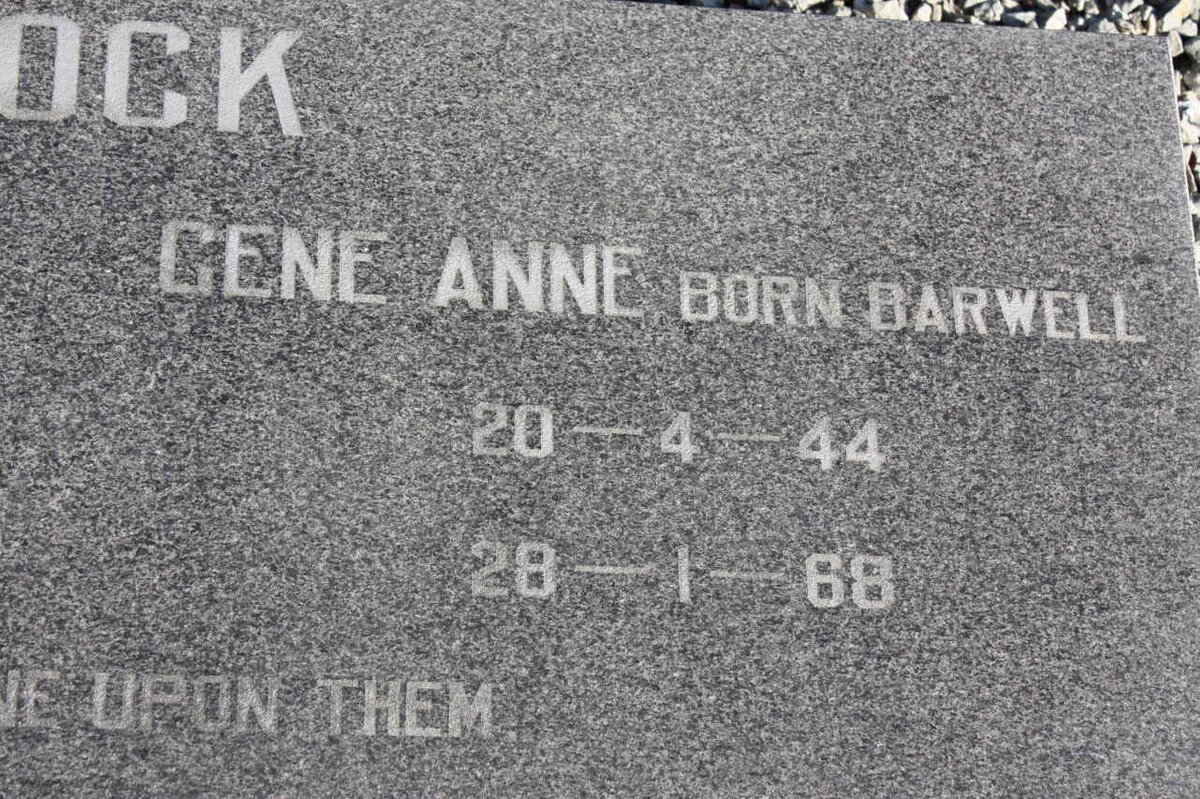 OCK
GENE ANNE BORN BARWELL
20 — 4 — 44
28 — 1 — 68
NE UPON THEM.